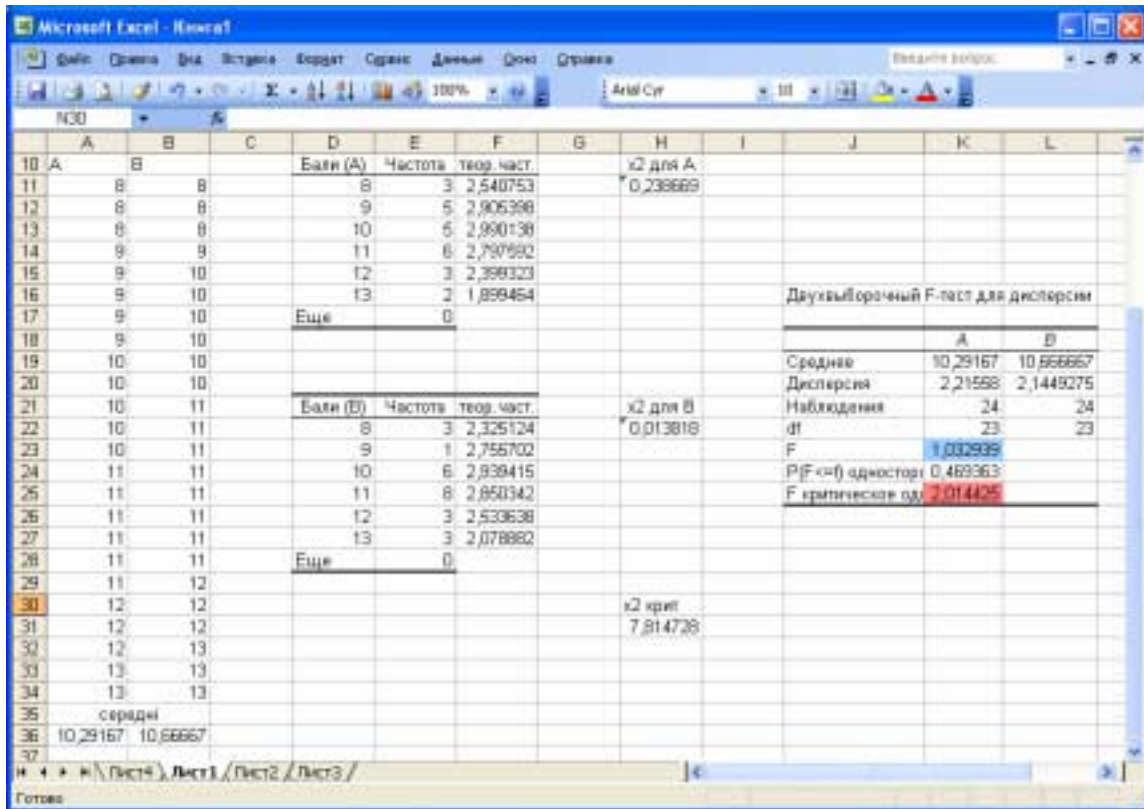 Microsoft Excel - Книга1
Файл Правка Вид Вставка Формат Сервис Данные Окно Справка Введите вопрос
100% Arial Cyr 10
N30 fx
A B C D E F G H I J K L
10 A B Бали (A) Частота теор. част. x2 для A
11 8 8 8 3 2,540753 0,238669
12 8 8 9 5 2,905398
13 8 8 10 5 2,990138
14 9 9 11 6 2,797592
15 9 10 12 3 2,399323
16 9 10 13 2 1,899464 Двухвыборочный F-тест для дисперсии
17 9 10 Еще 0
18 9 10 A B
19 10 10 Среднее 10,29167 10,666667
20 10 10 Дисперсия 2,21558 2,1449275
21 10 11 Бали (B) Частота теор. част. x2 для B Наблюдения 24 24
22 10 11 8 3 2,325124 0,013818 df 23 23
23 10 11 9 1 2,755702 F 1,032939
24 11 11 10 6 2,939415 P(F<=f) односторо 0,469363
25 11 11 11 8 2,850342 F критическое од 2,014425
26 11 11 12 3 2,533638
27 11 11 13 3 2,078882
28 11 11 Еще 0
29 11 12
30 12 12 x2 крит
31 12 12 7,814728
32 12 13
33 13 13
34 13 13
35 середні
36 10,29167 10,66667
37
Лист4 Лист1 Лист2 Лист3
Готово